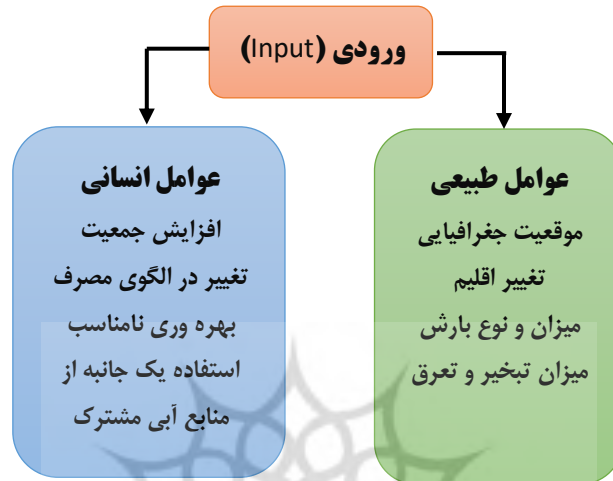 ورودی (Input)
عوامل طبیعی
موقعیت جغرافیایی
تغییر اقلیم
میزان و نوع بارش
میزان تبخیر و تعرق
عوامل انسانی
افزایش جمعیت
تغییر در الگوی مصرف
بهره وری نامناسب
استفاده یک جانبه از
منابع آبی مشترک